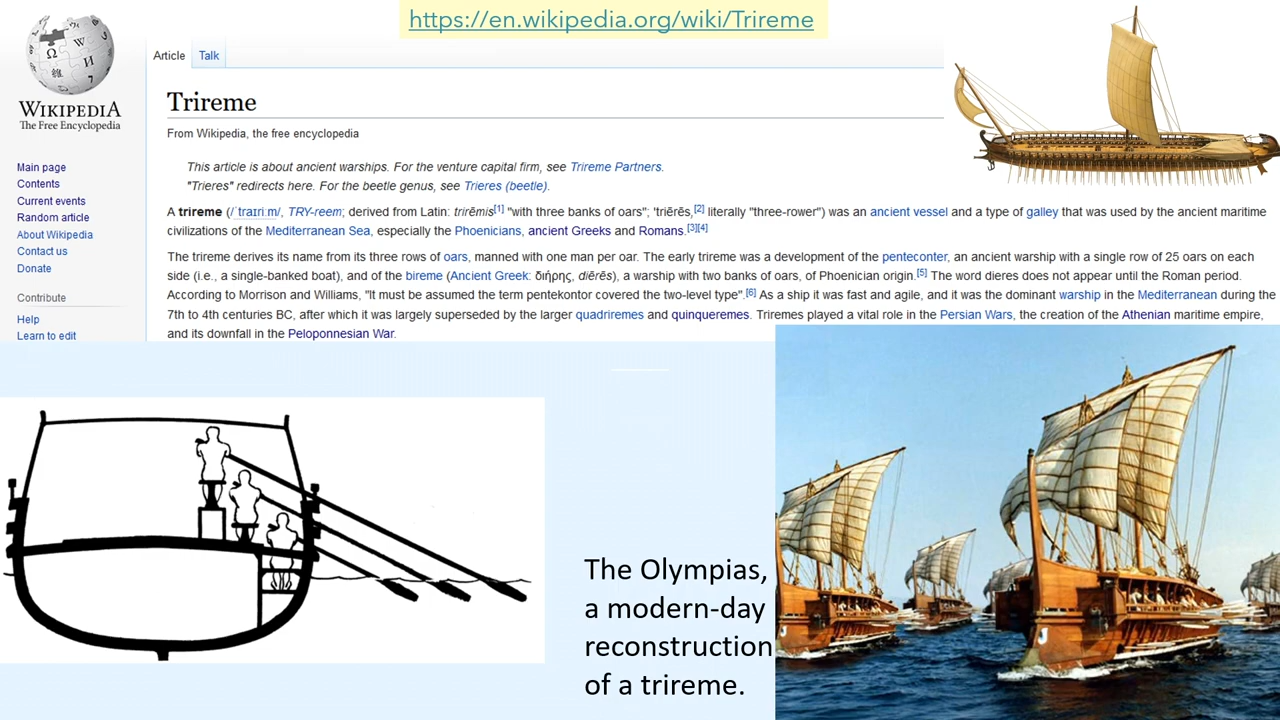 https://en.wikipedia.org/wiki/Trireme
WIKIPEDIA
The Free Encyclopedia
Main page
Contents
Current events
Random article
About Wikipedia
Contact us
Donate
Contribute
Help
Learn to edit
Article Talk
Trireme
From Wikipedia, the free encyclopedia
This article is about ancient warships. For the venture capital firm, see Trireme Partners.
"Trieres" redirects here. For the beetle genus, see Trieres (beetle).
A trireme (/ˈtraɪriːm/, TRY-reem; derived from Latin: trirēmis[1] "with three banks of oars"; 'triērēs,[2] literally "three-rower") was an ancient vessel and a type of galley that was used by the ancient maritime
civilizations of the Mediterranean Sea, especially the Phoenicians, ancient Greeks and Romans.[3][4]
The trireme derives its name from its three rows of oars, manned with one man per oar. The early trireme was a development of the penteconter, an ancient warship with a single row of 25 oars on each
side (i.e., a single-banked boat), and of the bireme (Ancient Greek: διήρης, diērēs), a warship with two banks of oars, of Phoenician origin.[5] The word dieres does not appear until the Roman period.
According to Morrison and Williams, "It must be assumed the term pentekontor covered the two-level type".[6] As a ship it was fast and agile, and it was the dominant warship in the Mediterranean during the
7th to 4th centuries BC, after which it was largely superseded by the larger quadriremes and quinqueremes. Triremes played a vital role in the Persian Wars, the creation of the Athenian maritime empire,
and its downfall in the Peloponnesian War.
The Olympias,
a modern-day
reconstruction
of a trireme.